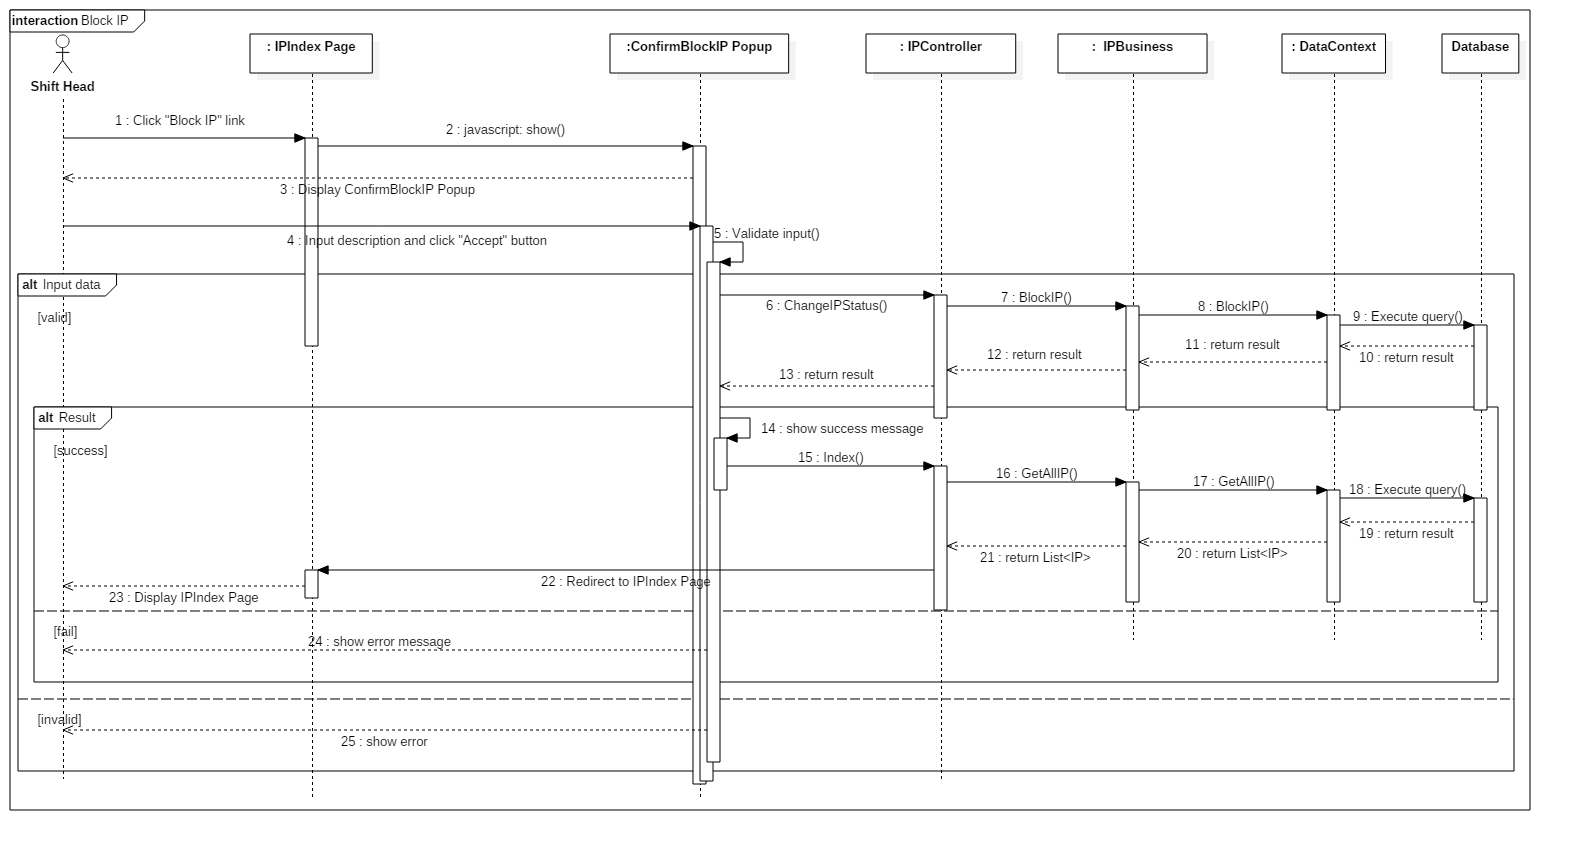 interaction Block IP
Shift Head
: IPIndex Page
:ConfirmBlockIP Popup
: IPController
: IPBusiness
: DataContext
Database
1 : Click "Block IP" link
2 : javascript: show()
3 : Display ConfirmBlockIP Popup
4 : Input description and click "Accept" button
5 : Validate input()
alt Input data
[valid]
6 : ChangeIPStatus()
7 : BlockIP()
8 : BlockIP()
9 : Execute query()
10 : return result
11 : return result
12 : return result
13 : return result
alt Result
[success]
14 : show success message
15 : Index()
16 : GetAllIP()
17 : GetAllIP()
18 : Execute query()
19 : return result
20 : return List<IP>
21 : return List<IP>
22 : Redirect to IPIndex Page
23 : Display IPIndex Page
[fail]
24 : show error message
[invalid]
25 : show error